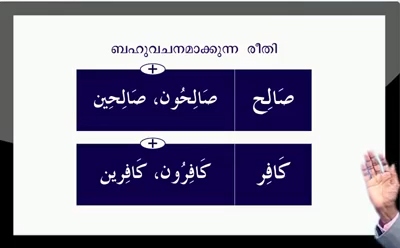 ബഹുവചനമാക്കുന്ന രീതി
صَالِح صَالِحُون، صَالِحِين
كَافِر كَافِرُون، كَافِرِين